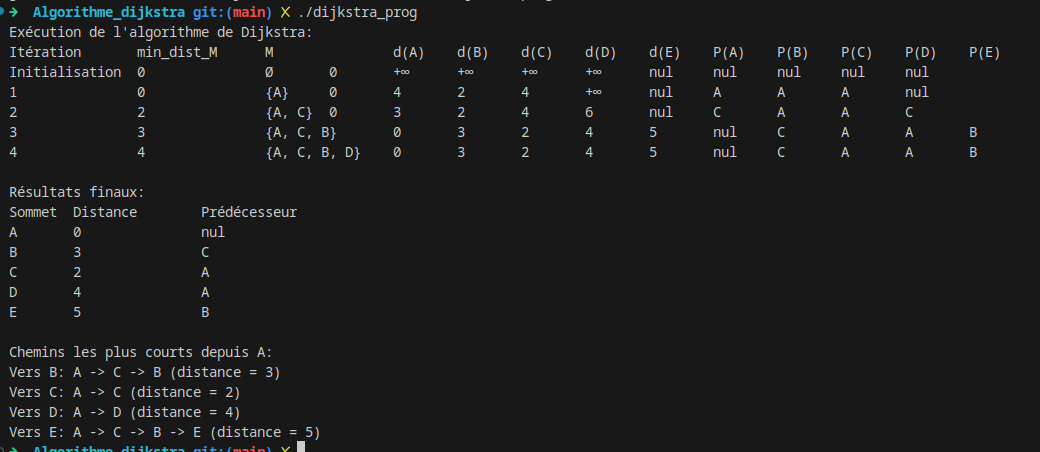 →  Algorithme_dijkstra git:(main) ✗ ./dijkstra_prog
Exécution de l'algorithme de Dijkstra:
Itération       min_dist_M      M                               d(A)    d(B)    d(C)    d(D)    d(E)    P(A)    P(B)    P(C)    P(D)    P(E)
Initialisation  0               Ø       0       +∞      +∞      +∞      +∞      nul     nul     nul     nul     nul
1               0               {A}     0       4       2       4       +∞      nul     A       A       A       nul
2               2               {A, C}  0       3       2       4       6       nul     C       A       A       C
3               3               {A, C, B}       0       3       2       4       5       nul     C       A       A       B
4               4               {A, C, B, D}    0       3       2       4       5       nul     C       A       A       B
Résultats finaux:
Sommet  Distance        Prédécesseur
A       0               nul
B       3               C
C       2               A
D       4               A
E       5               B
Chemins les plus courts depuis A:
Vers B: A -> C -> B (distance = 3)
Vers C: A -> C (distance = 2)
Vers D: A -> D (distance = 4)
Vers E: A -> C -> B -> E (distance = 5)
→  Algorithme_dijkstra git:(main) ✗